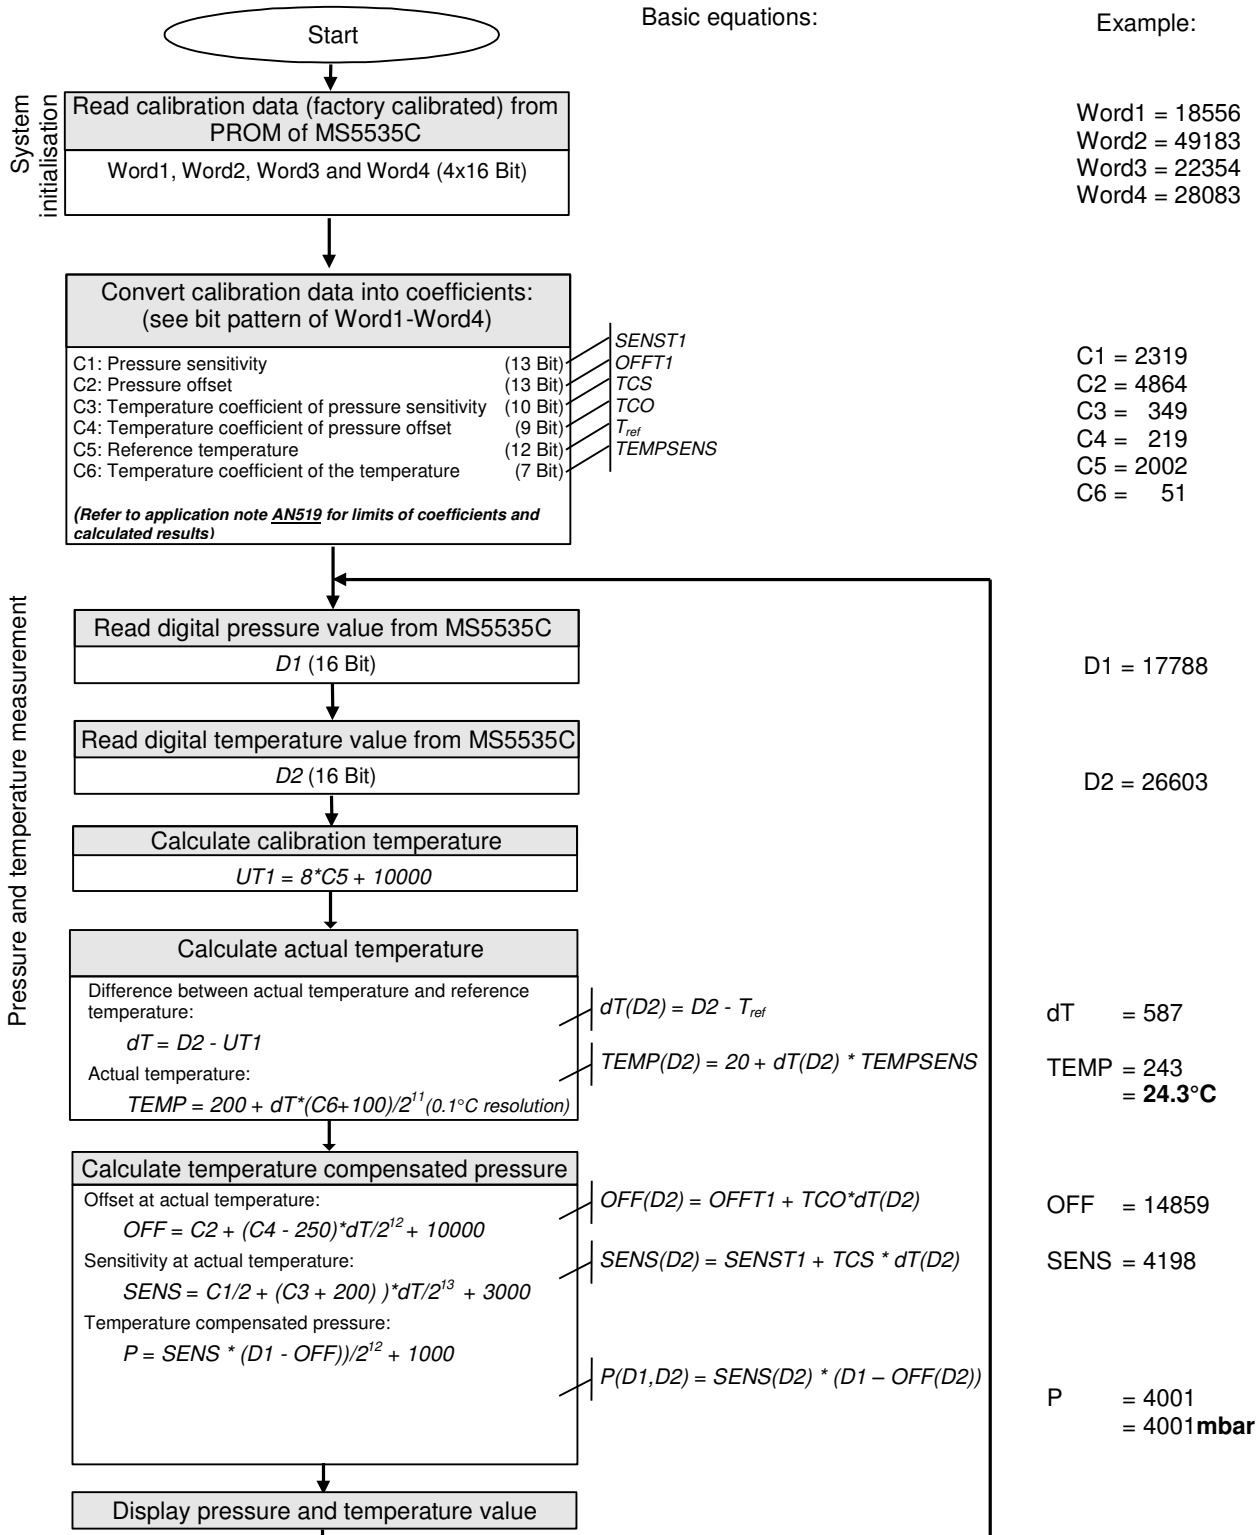 Basic equations:
Example:
Start
System
initialisation
Read calibration data (factory calibrated) from
PROM of MS5535C
Word1, Word2, Word3 and Word4 (4x16 Bit)
Word1 = 18556
Word2 = 49183
Word3 = 22354
Word4 = 28083
Convert calibration data into coefficients:
(see bit pattern of Word1-Word4)
C1: Pressure sensitivity (13 Bit) SENST1
C2: Pressure offset (13 Bit) OFFT1
C3: Temperature coefficient of pressure sensitivity (10 Bit) TCS
C4: Temperature coefficient of pressure offset (9 Bit) TCO
C5: Reference temperature (12 Bit) T_ref
C6: Temperature coefficient of the temperature (7 Bit) TEMPSENS
(Refer to application note AN519 for limits of coefficients and
calculated results)
C1 = 2319
C2 = 4864
C3 = 349
C4 = 219
C5 = 2002
C6 = 51
Pressure and temperature measurement
Read digital pressure value from MS5535C
D1 (16 Bit)
D1 = 17788
Read digital temperature value from MS5535C
D2 (16 Bit)
D2 = 26603
Calculate calibration temperature
UT1 = 8*C5 + 10000
Calculate actual temperature
Difference between actual temperature and reference
temperature:
dT = D2 - UT1
dT(D2) = D2 - T_ref
dT = 587
Actual temperature:
TEMP = 200 + dT*(C6+100)/2^11 (0.1°C resolution)
TEMP(D2) = 20 + dT(D2) * TEMPSENS
TEMP = 243
= 24.3°C
Calculate temperature compensated pressure
Offset at actual temperature:
OFF = C2 + (C4 - 250)*dT/2^12 + 10000
OFF(D2) = OFFT1 + TCO*dT(D2)
OFF = 14859
Sensitivity at actual temperature:
SENS = C1/2 + (C3 + 200) )*dT/2^13 + 3000
SENS(D2) = SENST1 + TCS * dT(D2)
SENS = 4198
Temperature compensated pressure:
P = SENS * (D1 - OFF))/2^12 + 1000
P(D1,D2) = SENS(D2) * (D1 – OFF(D2))
P = 4001
= 4001mbar
Display pressure and temperature value